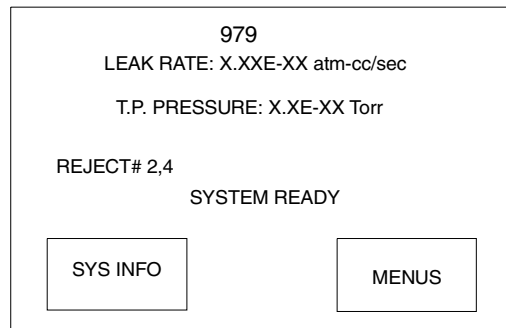 979
LEAK RATE: X.XXE-XX atm-cc/sec
T.P. PRESSURE: X.XE-XX Torr
REJECT# 2,4
SYSTEM READY
SYS INFO
MENUS